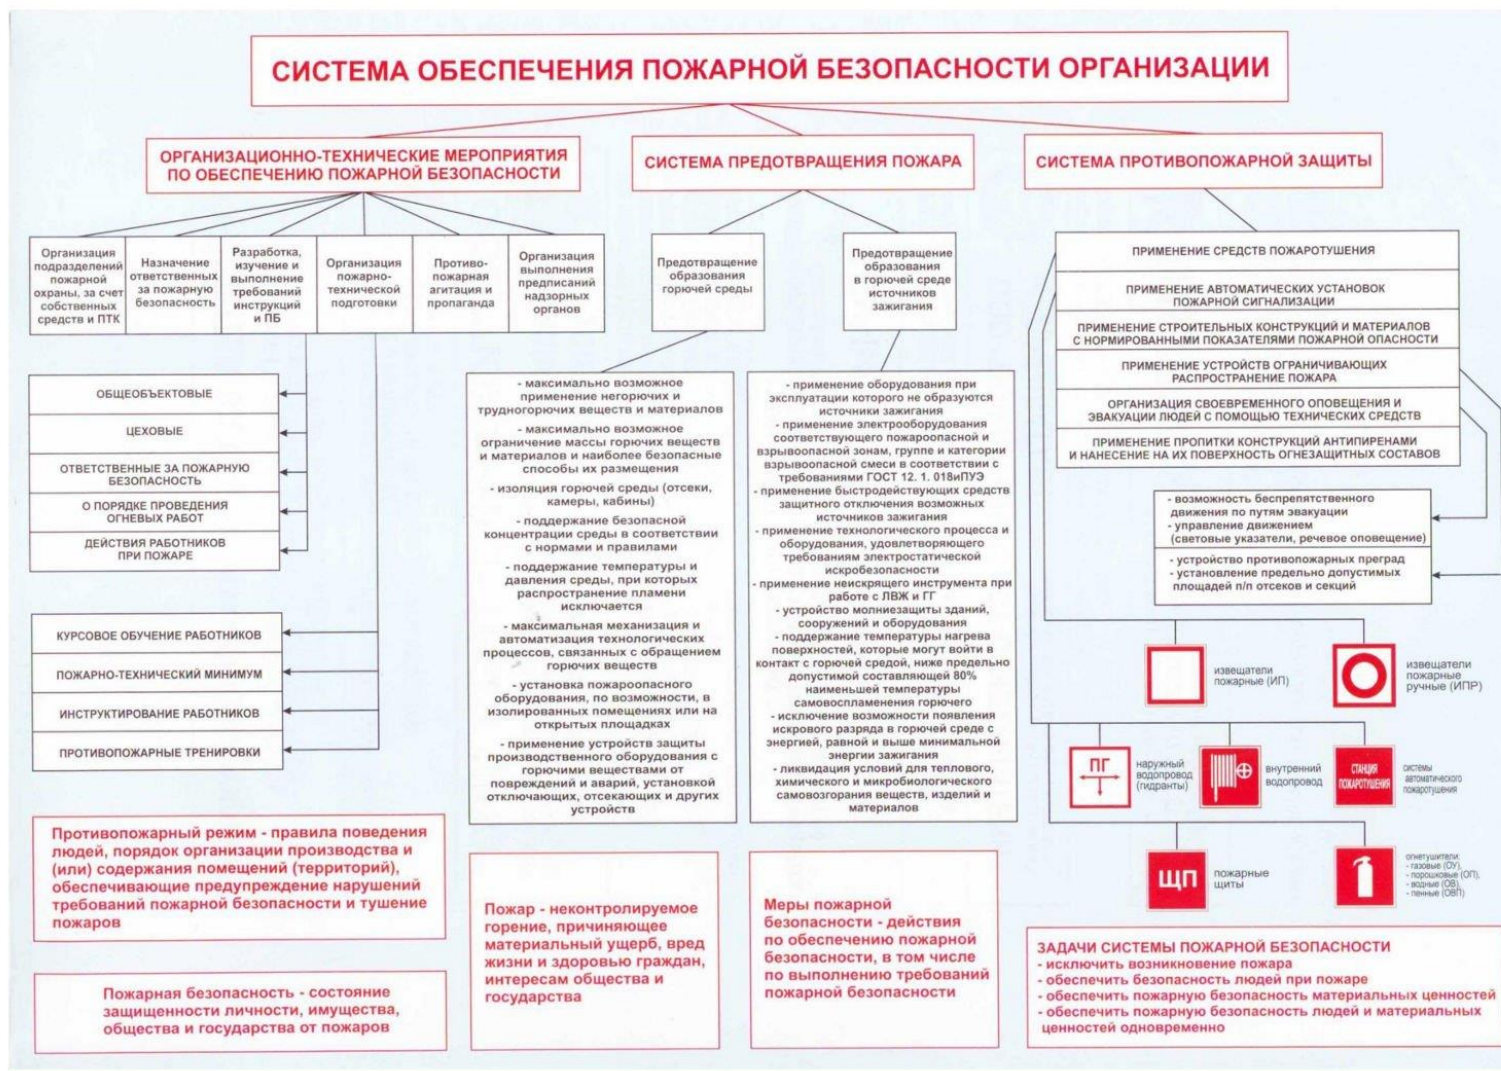 СИСТЕМА ОБЕСПЕЧЕНИЯ ПОЖАРНОЙ БЕЗОПАСНОСТИ ОРГАНИЗАЦИИ
ОРГАНИЗАЦИОННО-ТЕХНИЧЕСКИЕ МЕРОПРИЯТИЯ
ПО ОБЕСПЕЧЕНИЮ ПОЖАРНОЙ БЕЗОПАСНОСТИ
СИСТЕМА ПРЕДОТВРАЩЕНИЯ ПОЖАРА
СИСТЕМА ПРОТИВОПОЖАРНОЙ ЗАЩИТЫ
Организация
подразделений
пожарной
охраны, за счет
собственных
средств и ПТК
Назначение
ответственных
за пожарную
безопасность
Разработка,
изучение и
выполнение
требований
инструкций
и ПБ
Организация
пожарно-
технической
подготовки
Противо-
пожарная
агитация и
пропаганда
Организация
выполнения
предписаний
надзорных
органов
Предотвращение
образования
горючей среды
Предотвращение
образования
в горючей среде
источников
зажигания
ОБЩЕОБЪЕКТОВЫЕ
ЦЕХОВЫЕ
ОТВЕТСТВЕННЫЕ ЗА ПОЖАРНУЮ
БЕЗОПАСНОСТЬ
О ПОРЯДКЕ ПРОВЕДЕНИЯ
ОГНЕВЫХ РАБОТ
ДЕЙСТВИЯ РАБОТНИКОВ
ПРИ ПОЖАРЕ
КУРСОВОЕ ОБУЧЕНИЕ РАБОТНИКОВ
ПОЖАРНО-ТЕХНИЧЕСКИЙ МИНИМУМ
ИНСТРУКТИРОВАНИЕ РАБОТНИКОВ
ПРОТИВОПОЖАРНЫЕ ТРЕНИРОВКИ
- максимально возможное
применение негорючих и
трудногорючих веществ и материалов
- максимально возможное
ограничение массы горючих веществ
и материалов и наиболее безопасные
способы их размещения
- изоляция горючей среды (отсеки,
камеры, кабины)
- поддержание безопасной
концентрации среды в соответствии
с нормами и правилами
- поддержание температуры и
давления среды, при которых
распространение пламени
исключается
- максимальная механизация и
автоматизация технологических
процессов, связанных с обращением
горючих веществ
- установка пожароопасного
оборудования, по возможности, в
изолированных помещениях или на
открытых площадках
- применение устройств защиты
производственного оборудования с
горючими веществами от
повреждений и аварий, установкой
отключающих, отсекающих и других
устройств
- применение оборудования при
эксплуатации которого не образуются
источники зажигания
- применение электрооборудования
соответствующего пожароопасной и
взрывоопасной зонам, группе и категории
взрывоопасной смеси в соответствии с
требованиями ГОСТ 12. 1. 018иПУЭ
- применение быстродействующих средств
защитного отключения возможных
источников зажигания
- применение технологического процесса и
оборудования, удовлетворяющего
требованиям электростатической
искробезопасности
- применение неискрящего инструмента при
работе с ЛВЖ и ГГ
- устройство молниезащиты зданий,
сооружений и оборудования
- поддержание температуры нагрева
поверхностей, которые могут войти в
контакт с горючей средой, ниже предельно
допустимой составляющей 80%
наименьшей температуры
самовоспламенения горючего
- исключение возможности появления
искрового разряда в горючей среде с
энергией, равной и выше минимальной
энергии зажигания
- ликвидация условий для теплового,
химического и микробиологического
самовозгорания веществ, изделий и
материалов
ПРИМЕНЕНИЕ СРЕДСТВ ПОЖАРОТУШЕНИЯ
ПРИМЕНЕНИЕ АВТОМАТИЧЕСКИХ УСТАНОВОК
ПОЖАРНОЙ СИГНАЛИЗАЦИИ
ПРИМЕНЕНИЕ СТРОИТЕЛЬНЫХ КОНСТРУКЦИЙ И МАТЕРИАЛОВ
С НОРМИРОВАННЫМИ ПОКАЗАТЕЛЯМИ ПОЖАРНОЙ ОПАСНОСТИ
ПРИМЕНЕНИЕ УСТРОЙСТВ ОГРАНИЧИВАЮЩИХ
РАСПРОСТРАНЕНИЕ ПОЖАРА
ОРГАНИЗАЦИЯ СВОЕВРЕМЕННОГО ОПОВЕЩЕНИЯ И
ЭВАКУАЦИИ ЛЮДЕЙ С ПОМОЩЬЮ ТЕХНИЧЕСКИХ СРЕДСТВ
ПРИМЕНЕНИЕ ПРОПИТКИ КОНСТРУКЦИЙ АНТИПИРЕНАМИ
И НАНЕСЕНИЕ НА ИХ ПОВЕРХНОСТЬ ОГНЕЗАЩИТНЫХ СОСТАВОВ
- возможность беспрепятственного
движения по путям эвакуации
- управление движением
(световые указатели, речевое оповещение)
- устройство противопожарных преград
- установление предельно допустимых
площадей п/п отсеков и секций
извещатели
пожарные (ИП)
извещатели
пожарные
ручные (ИПР)
ПГ
наружный
водопровод
(гидранты)
внутренний
водопровод
СТАНЦИЯ
ПОЖАРОТУШЕНИЯ
системы
автоматического
пожаротушения
ЩП
пожарные
щиты
огнетушители:
- газовые (ОУ),
- порошковые (ОП),
- водные (ОВ),
- пенные (ОВП)
Противопожарный режим - правила поведения
людей, порядок организации производства и
(или) содержания помещений (территорий),
обеспечивающие предупреждение нарушений
требований пожарной безопасности и тушение
пожаров
Пожарная безопасность - состояние
защищенности личности, имущества,
общества и государства от пожаров
Пожар - неконтролируемое
горение, причиняющее
материальный ущерб, вред
жизни и здоровью граждан,
интересам общества и
государства
Меры пожарной
безопасности - действия
по обеспечению пожарной
безопасности, в том числе
по выполнению требований
пожарной безопасности
ЗАДАЧИ СИСТЕМЫ ПОЖАРНОЙ БЕЗОПАСНОСТИ
- исключить возникновение пожара
- обеспечить безопасность людей при пожаре
- обеспечить пожарную безопасность материальных ценностей
- обеспечить пожарную безопасность людей и материальных
ценностей одновременно